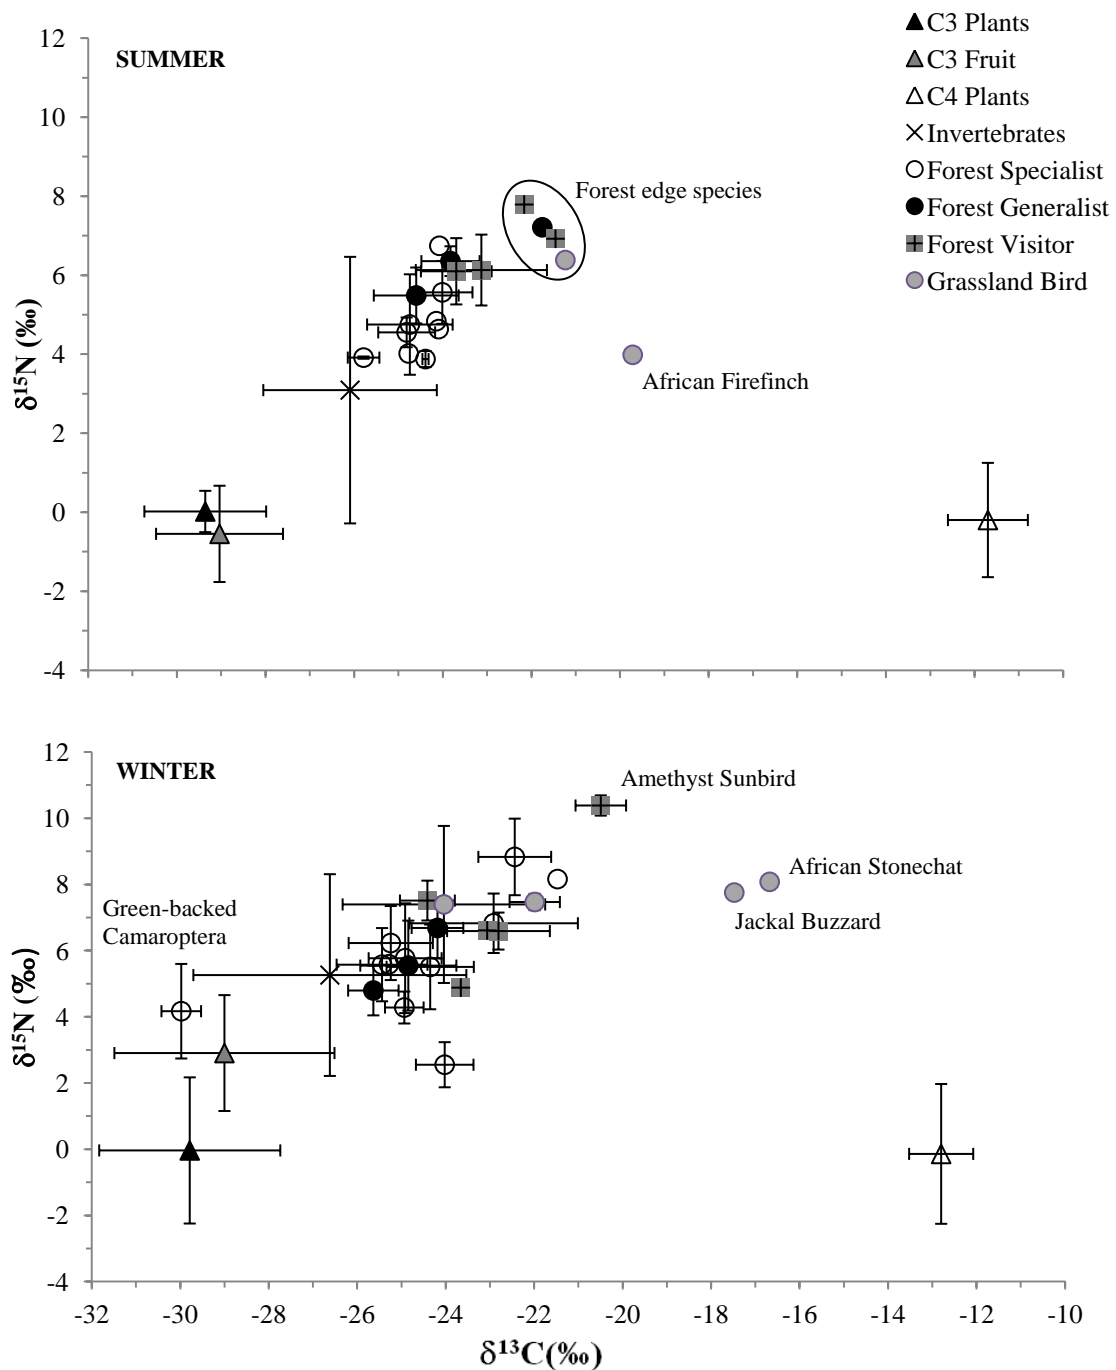 C3 Plants
C3 Fruit
C4 Plants
Invertebrates
Forest Specialist
Forest Generalist
Forest Visitor
Grassland Bird
SUMMER
12
10
8
6
4
2
0
-2
-4
δ¹⁵N (‰)
Forest edge species
African Firefinch
WINTER
12
10
8
6
4
2
0
-2
-4
δ¹⁵N (‰)
Amethyst Sunbird
African Stonechat
Jackal Buzzard
Green-backed
Camaroptera
-32 -30 -28 -26 -24 -22 -20 -18 -16 -14 -12 -10
δ¹³C(‰)